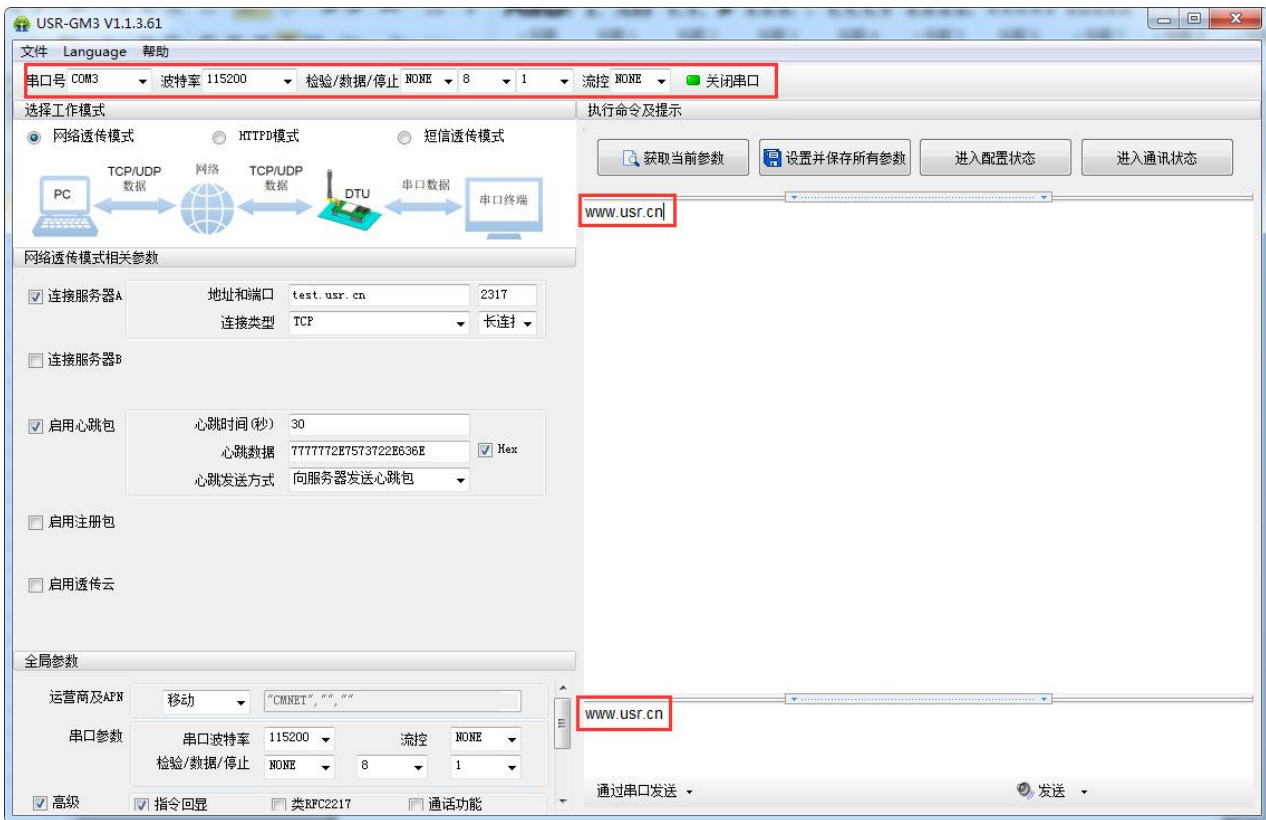 USR-GM3 V1.1.3.61
文件 Language 帮助
串口号 COM3 波特率 115200 检验/数据/停止 NONE 8 1 流控 NONE 关闭串口
选择工作模式
网络透传模式 HTTPD模式 短信透传模式
PC
TCP/UDP
数据
网络
TCP/UDP
数据
DTU
串口数据
串口终端
网络透传模式相关参数
连接服务器A 地址和端口 test.usr.cn 2317
连接类型 TCP 长连接
连接服务器B
启用心跳包 心跳时间(秒) 30
心跳数据 7777772E7573722E636E Hex
心跳发送方式 向服务器发送心跳包
启用注册包
启用透传云
全局参数
运营商及APN 移动 "CMNET","",""
串口参数 串口波特率 115200 流控 NONE
检验/数据/停止 NONE 8 1
高级 指令回显 类RFC2217 通话功能
执行命令及提示
获取当前参数 设置并保存所有参数 进入配置状态 进入通讯状态
www.usr.cn
www.usr.cn
通过串口发送 发送